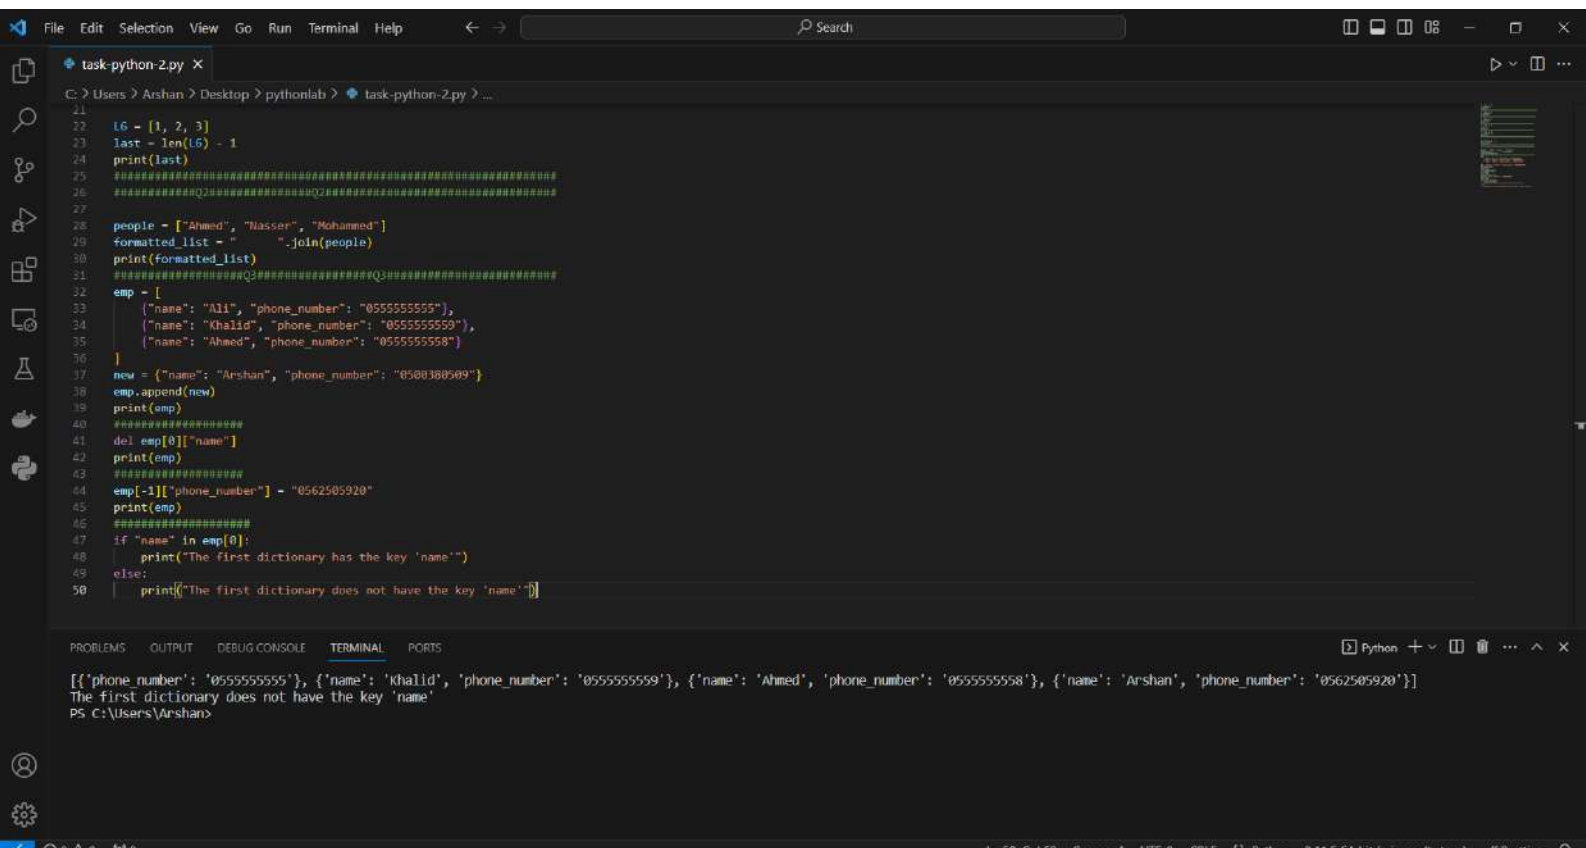 File Edit Selection View Go Run Terminal Help
Search
task-python-2.py
C: > Users > Arshan > Desktop > pythonlab > task-python-2.py > ...
21
22 L6 = [1, 2, 3]
23 last = len(L6) - 1
24 print(last)
25 #################################################################
26 ############Q2###############Q2##################################
27
28 people = ["Ahmed", "Nasser", "Mohammed"]
29 formatted_list = "      ".join(people)
30 print(formatted_list)
31 ###################Q3#################Q3#########################
32 emp = [
33     {"name": "Ali", "phone_number": "0555555555"},
34     {"name": "Khalid", "phone_number": "0555555559"},
35     {"name": "Ahmed", "phone_number": "0555555558"}
36 ]
37 new = {"name": "Arshan", "phone_number": "0500380509"}
38 emp.append(new)
39 print(emp)
40 ###################
41 del emp[0]["name"]
42 print(emp)
43 ###################
44 emp[-1]["phone_number"] = "0562505920"
45 print(emp)
46 ####################
47 if "name" in emp[0]:
48     print("The first dictionary has the key 'name'")
49 else:
50     print("The first dictionary does not have the key 'name'")
PROBLEMS OUTPUT DEBUG CONSOLE TERMINAL PORTS
Python
[{'phone_number': '0555555555'}, {'name': 'Khalid', 'phone_number': '0555555559'}, {'name': 'Ahmed', 'phone_number': '0555555558'}, {'name': 'Arshan', 'phone_number': '0562505920'}]
The first dictionary does not have the key 'name'
PS C:\Users\Arshan>